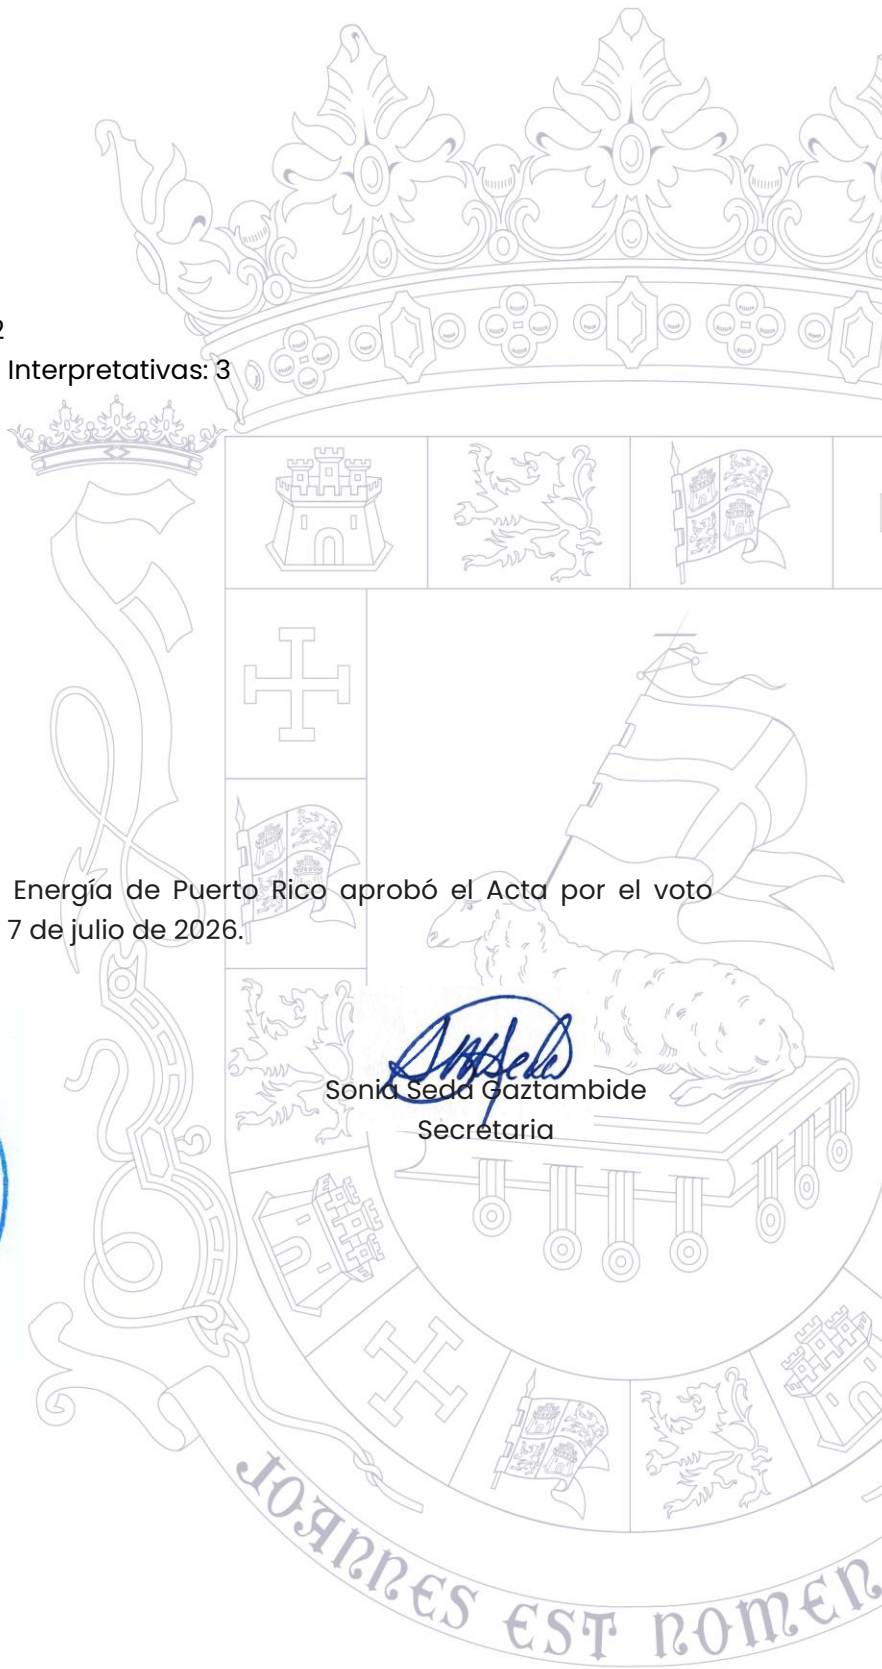 2
Interpretativas: 3
Energía de Puerto Rico aprobó el Acta por el voto
7 de julio de 2026.
Sonia Seda Gaztambide
Secretaria
JOANNES EST NOMEN